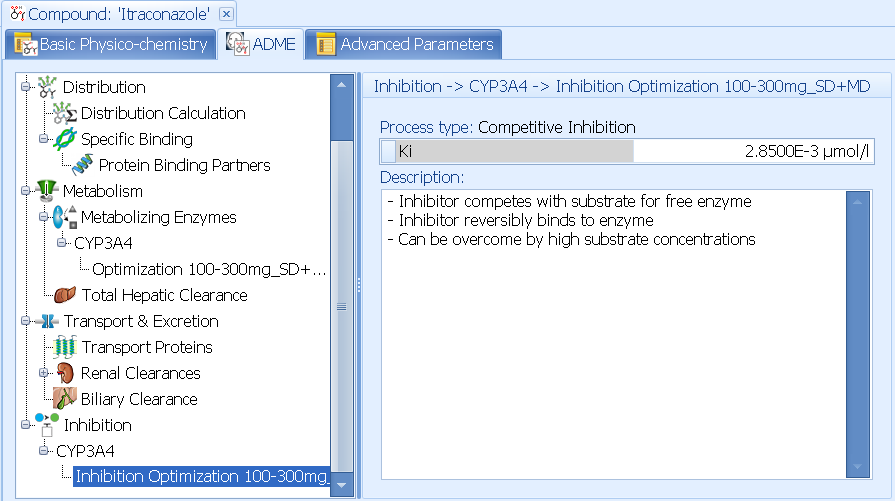 Compound: 'Itraconazole'
Basic Physico-chemistry
ADME
Advanced Parameters
Distribution
Distribution Calculation
Specific Binding
Protein Binding Partners
Metabolism
Metabolizing Enzymes
CYP3A4
Optimization 100-300mg_SD+...
Total Hepatic Clearance
Transport & Excretion
Transport Proteins
Renal Clearances
Biliary Clearance
Inhibition
CYP3A4
Inhibition Optimization 100-300mg_
Inhibition -> CYP3A4 -> Inhibition Optimization 100-300mg_SD+MD
Process type: Competitive Inhibition
Ki 2.8500E-3 µmol/l
Description:
- Inhibitor competes with substrate for free enzyme
- Inhibitor reversibly binds to enzyme
- Can be overcome by high substrate concentrations